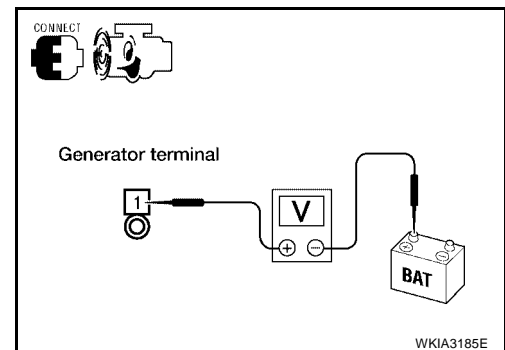 CONNECT
Generator terminal
1
V
+ −
+ −
BAT
WKIA3185E